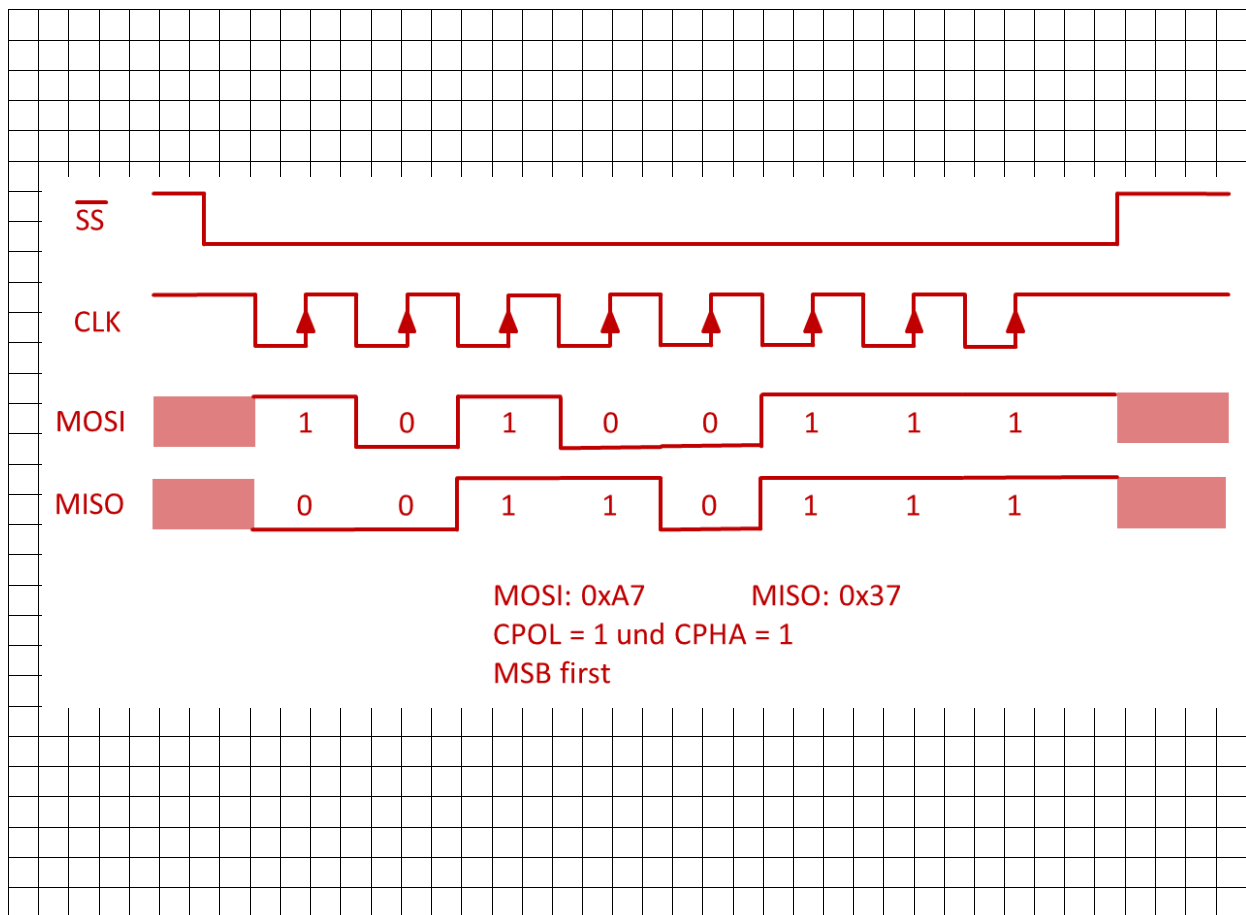 SS
CLK
MOSI 1 0 1 0 0 1 1 1
MISO 0 0 1 1 0 1 1 1
MOSI: 0xA7 MISO: 0x37
CPOL = 1 und CPHA = 1
MSB first